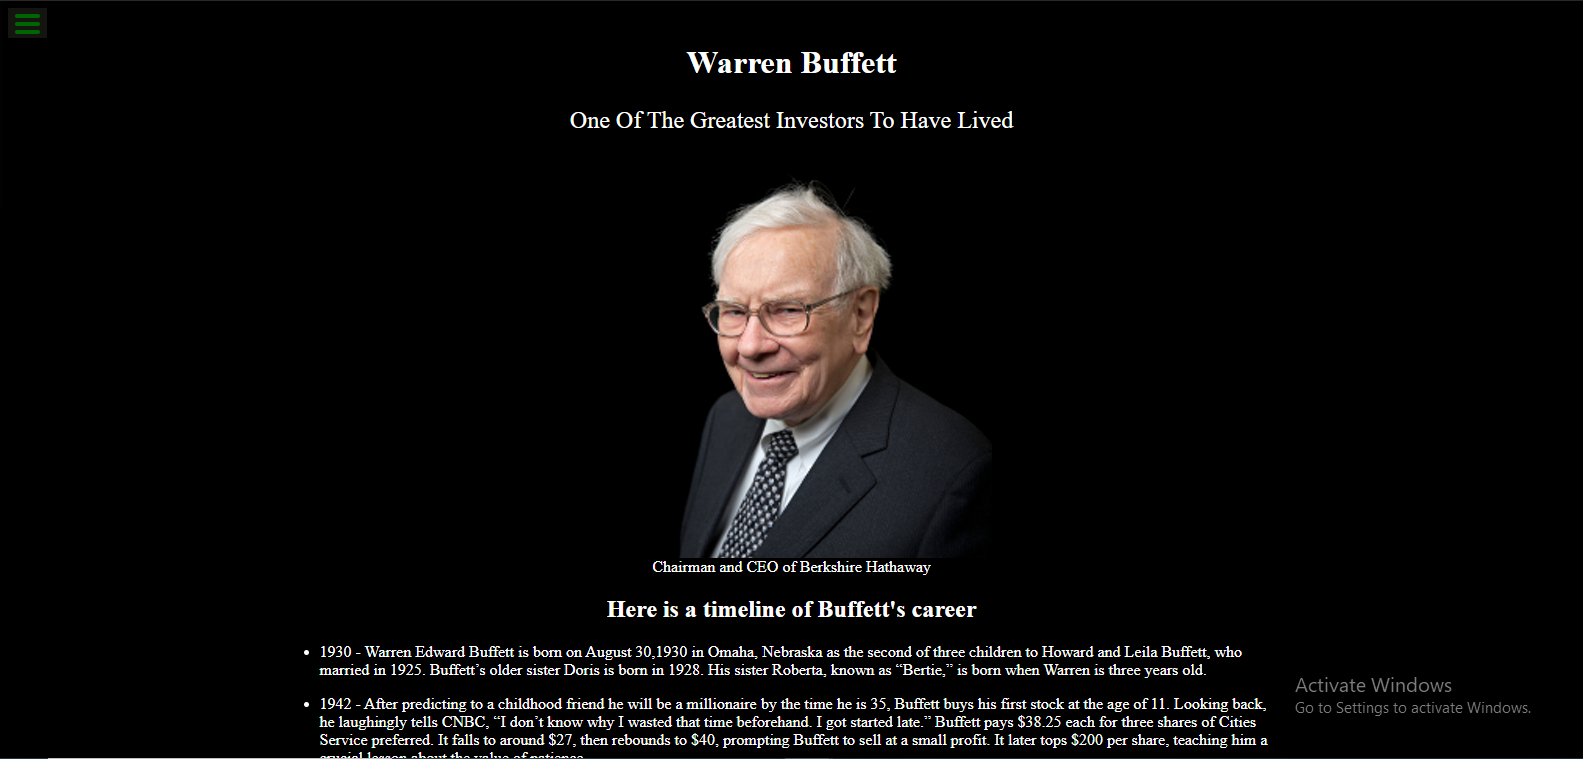 Warren Buffett
One Of The Greatest Investors To Have Lived
Chairman and CEO of Berkshire Hathaway
Here is a timeline of Buffett's career
• 1930 - Warren Edward Buffett is born on August 30,1930 in Omaha, Nebraska as the second of three children to Howard and Leila Buffett, who
married in 1925. Buffett’s older sister Doris is born in 1928. His sister Roberta, known as “Bertie,” is born when Warren is three years old.
• 1942 - After predicting to a childhood friend he will be a millionaire by the time he is 35, Buffett buys his first stock at the age of 11. Looking back,
he laughingly tells CNBC, “I don’t know why I wasted that time beforehand. I got started late.” Buffett pays $38.25 each for three shares of Cities
Service preferred. It falls to around $27, then rebounds to $40, prompting Buffett to sell at a small profit. It later tops $200 per share, teaching him a
crucial lesson about the value of patience.
Activate Windows
Go to Settings to activate Windows.